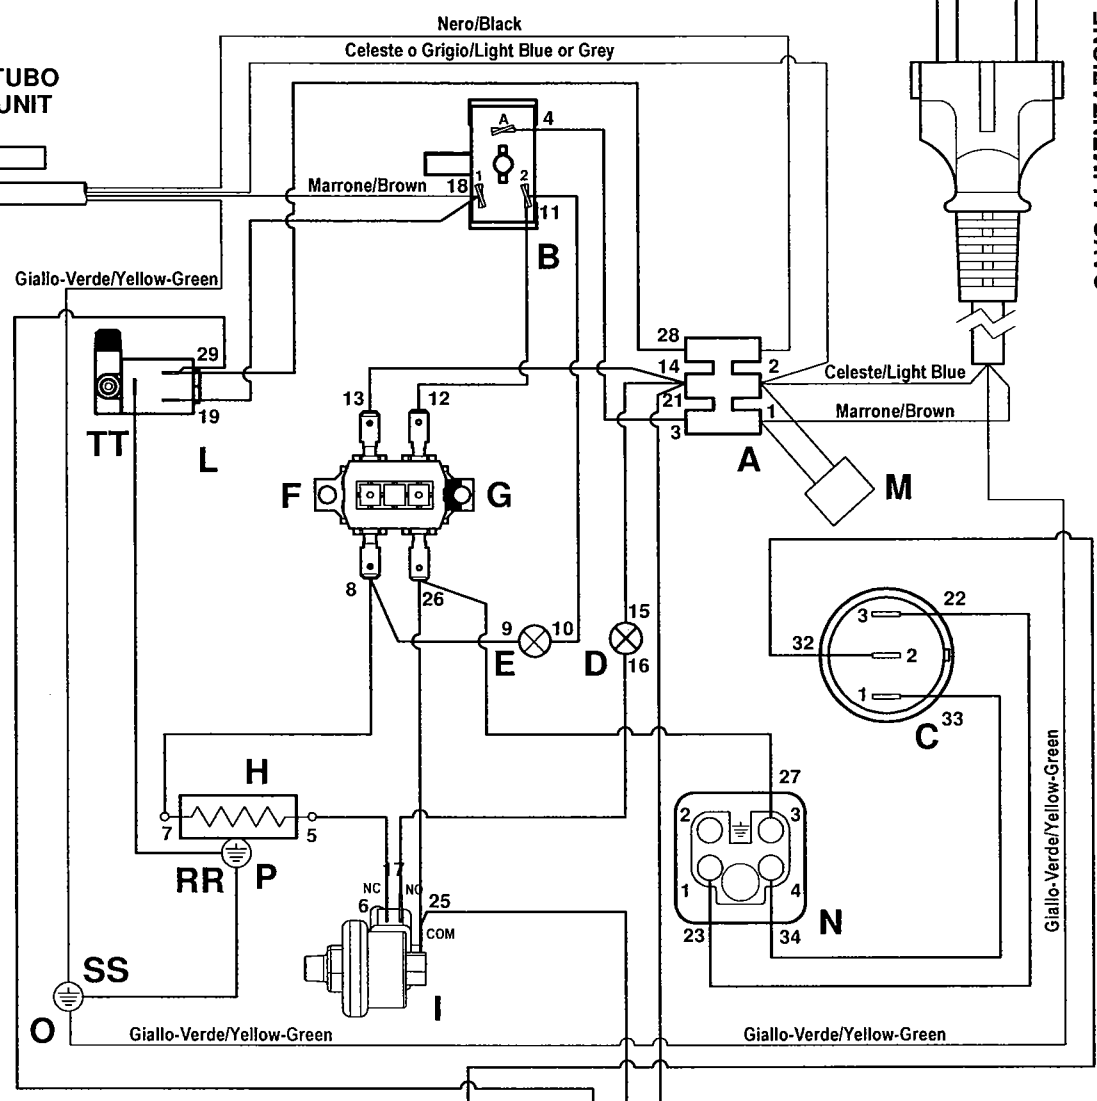 Nero/Black
Celeste o Grigio/Light Blue or Grey
TUBO
UNIT
A
4
Marrone/Brown
18
1
2
11
B
Giallo-Verde/Yellow-Green
29
19
TT
L
28
14
2
Celeste/Light Blue
21
1
Marrone/Brown
3
A
M
13
12
F
G
8
26
9
10
E
15
D
16
3
22
32
2
1
33
C
Giallo-Verde/Yellow-Green
H
7
5
RR
P
27
2
3
1
4
23
34
N
17
NC
NO
6
25
COM
I
SS
O
Giallo-Verde/Yellow-Green
Giallo-Verde/Yellow-Green